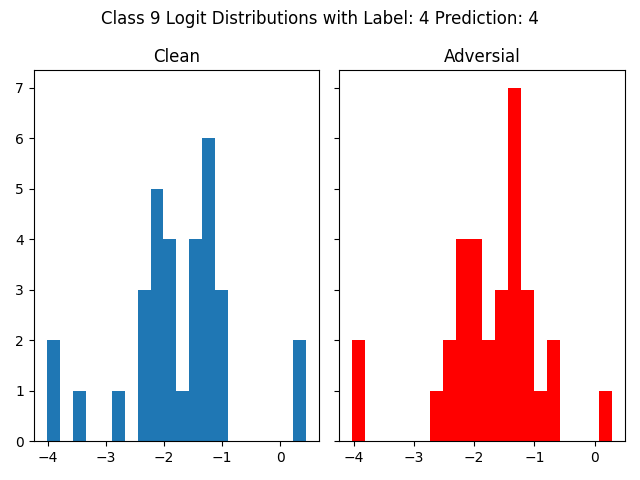 Class 9 Logit Distributions with Label: 4 Prediction: 4
Clean
Adversial
7
6
5
4
3
2
1
0
−4 −3 −2 −1 0
−4 −3 −2 −1 0